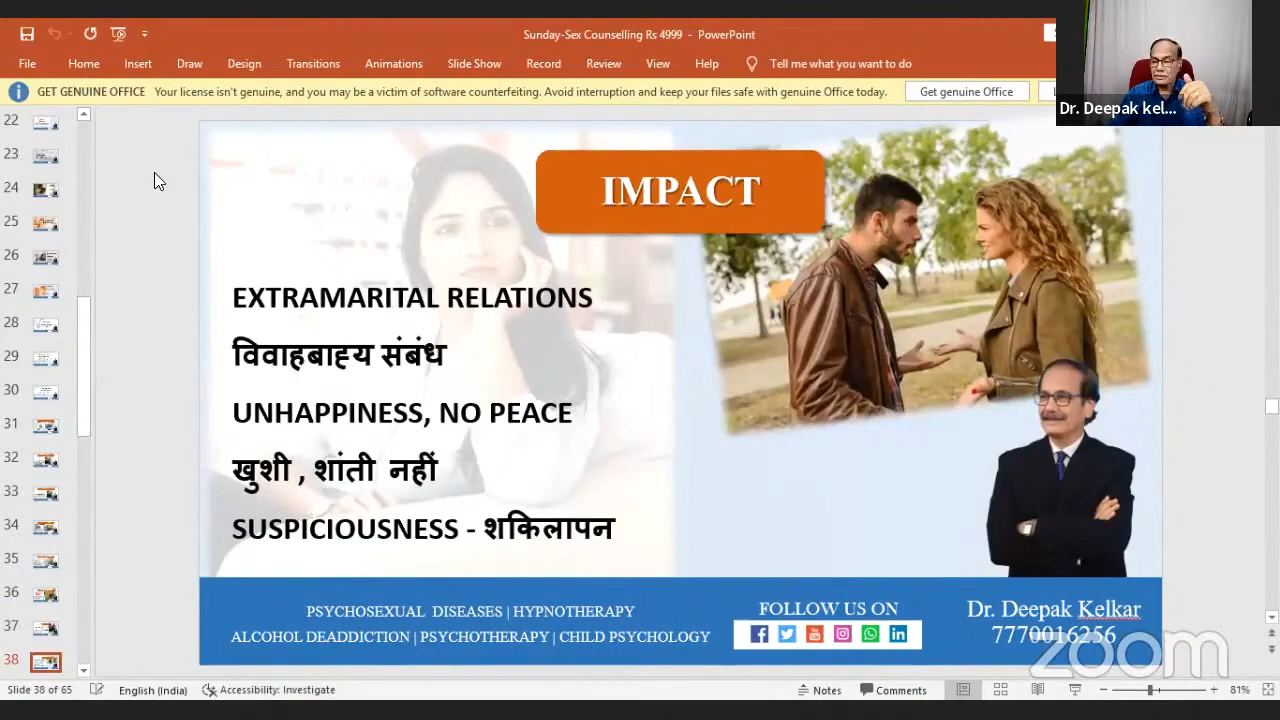 Sunday-Sex Counselling Rs 4999 - PowerPoint
File Home Insert Draw Design Transitions Animations Slide Show Record Review View Help Tell me what you want to do
GET GENUINE OFFICE Your license isn't genuine, and you may be a victim of software counterfeiting. Avoid interruption and keep your files safe with genuine Office today. Get genuine Office
Dr. Deepak kel...
22
23
24
25
26
27
28
29
30
31
32
33
34
35
36
37
38
IMPACT
EXTRAMARITAL RELATIONS
विवाहबाह्य संबंध
UNHAPPINESS, NO PEACE
खुशी , शांती नहीं
SUSPICIOUSNESS - शकिलापन
PSYCHOSEXUAL DISEASES | HYPNOTHERAPY
ALCOHOL DEADDICTION | PSYCHOTHERAPY | CHILD PSYCHOLOGY
FOLLOW US ON
Dr. Deepak Kelkar
7770016256
zoom
Slide 38 of 65 English (India) Accessibility: Investigate Notes Comments 81%